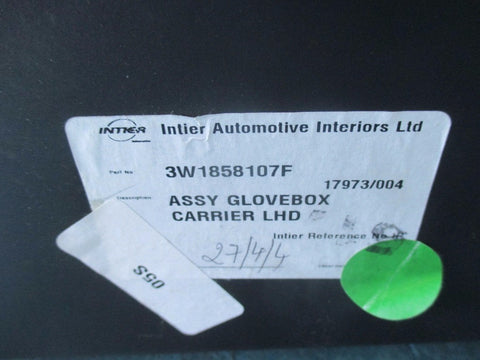 INTIER
Automotive
Intier Automotive Interiors Ltd
Part No
3W1858107F
17973/004
Description
ASSY GLOVEBOX
CARRIER LHD
Intier Reference No
27/4/4
05S